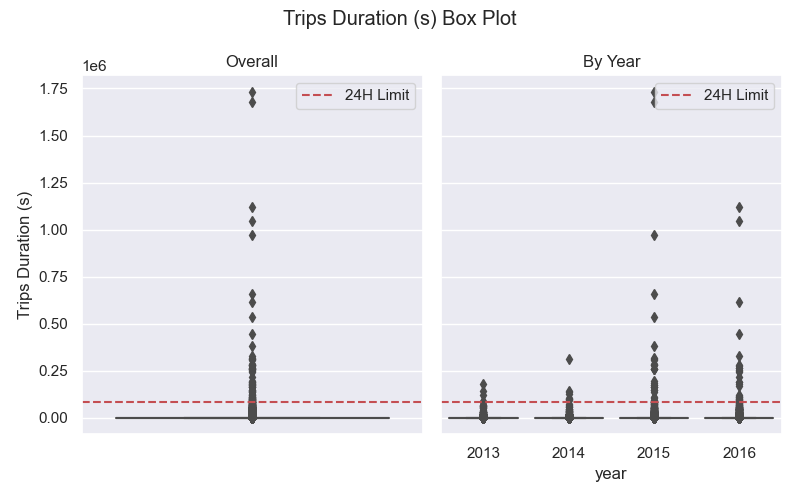 Trips Duration (s) Box Plot
Overall
By Year
1e6
24H Limit
24H Limit
1.75
1.50
1.25
1.00
0.75
0.50
0.25
0.00
Trips Duration (s)
2013 2014 2015 2016
year